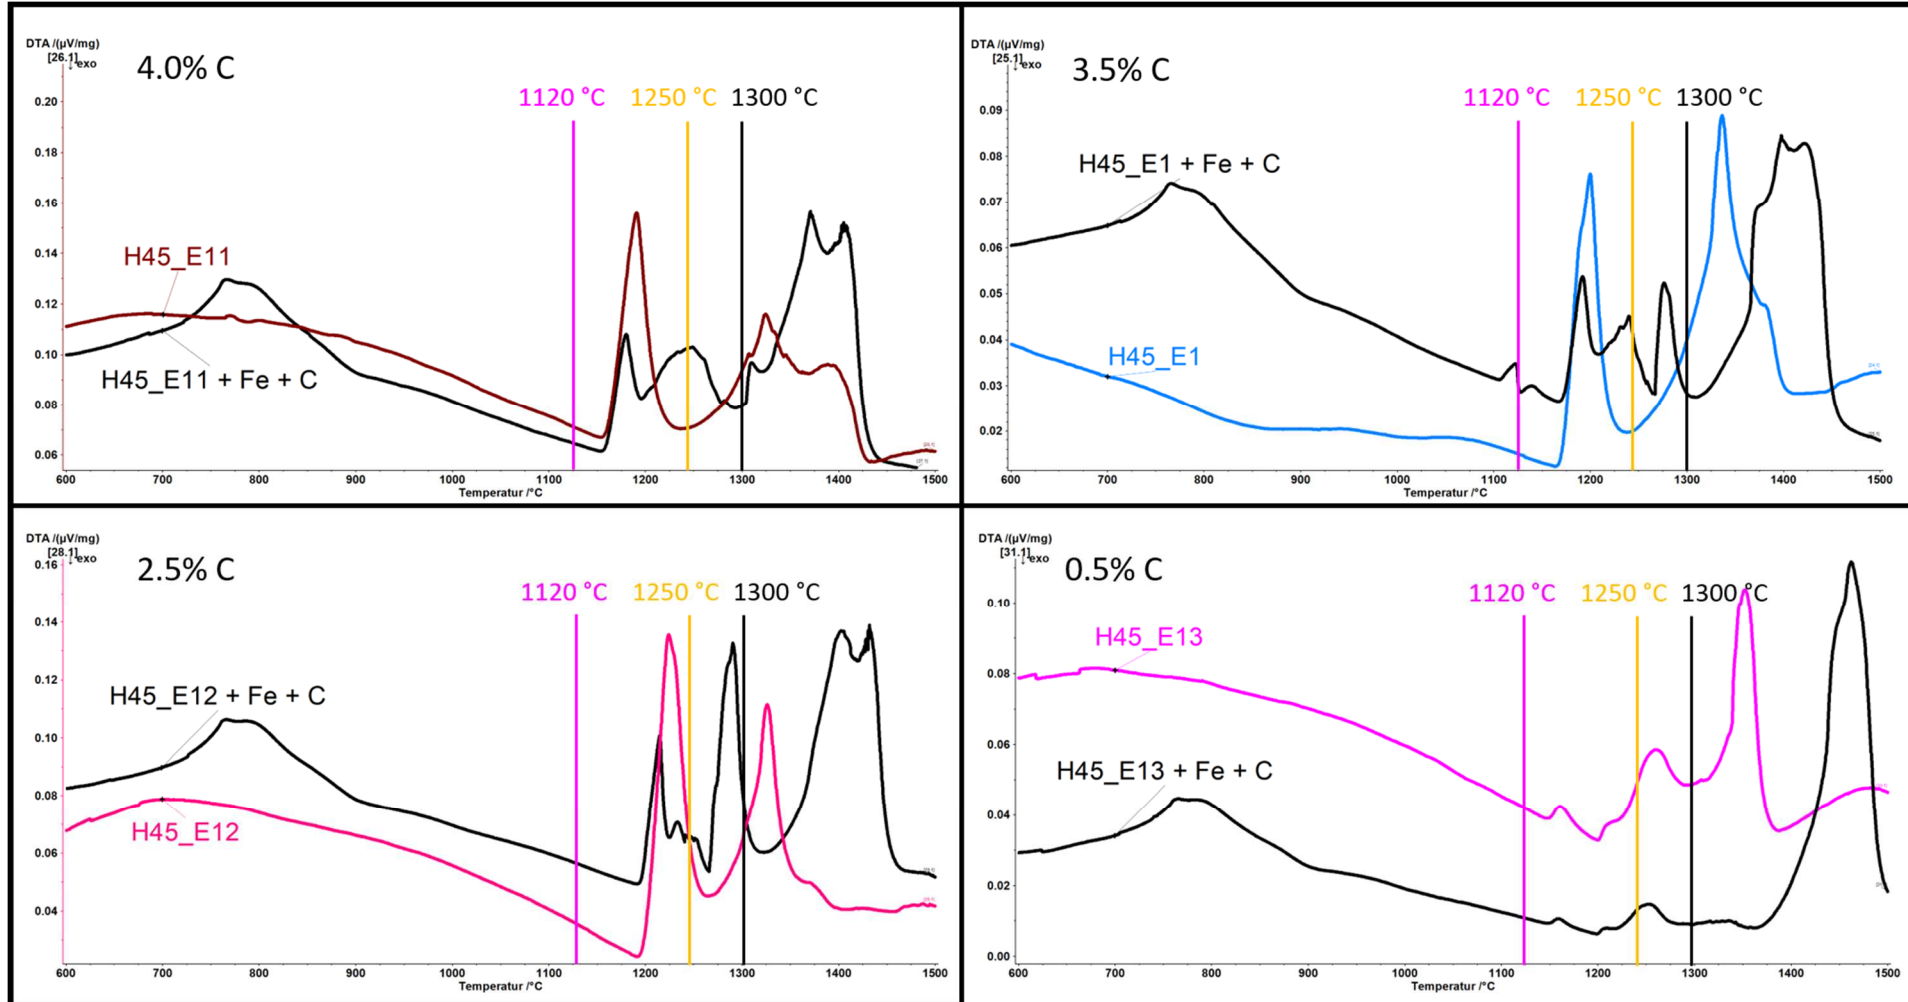 DTA /(µV/mg)
[26.1]
↓exo
4.0% C
1120 °C
1250 °C
1300 °C
0.20
0.18
0.16
0.14
0.12
0.10
0.08
0.06
H45_E11
H45_E11 + Fe + C
600
700
800
900
1000
1100
1200
1300
1400
1500
Temperatur /°C
DTA /(µV/mg)
[25.1]
↓exo
3.5% C
1120 °C
1250 °C
1300 °C
0.09
0.08
0.07
0.06
0.05
0.04
0.03
0.02
H45_E1 + Fe + C
H45_E1
600
700
800
900
1000
1100
1200
1300
1400
1500
Temperatur /°C
DTA /(µV/mg)
[28.1]
↓exo
2.5% C
1120 °C
1250 °C
1300 °C
0.16
0.14
0.12
0.10
0.08
0.06
0.04
H45_E12 + Fe + C
H45_E12
600
700
800
900
1000
1100
1200
1300
1400
1500
Temperatur /°C
DTA /(µV/mg)
[31.1]
↓exo
0.5% C
1120 °C
1250 °C
1300 °C
0.10
0.08
0.06
0.04
0.02
0.00
H45_E13
H45_E13 + Fe + C
600
700
800
900
1000
1100
1200
1300
1400
1500
Temperatur /°C